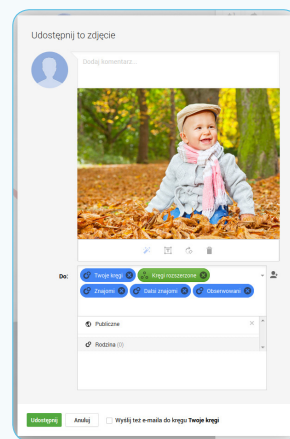 Udostępnij to zdjęcie
Dodaj komentarz...
Do:
Twoje kręgi
Kręgi rozszerzone
Znajomi
Dalsi znajomi
Obserwowani
Publiczne
Rodzina (0)
Udostępnij
Anuluj
Wyślij też e-maila do kręgu Twoje kręgi